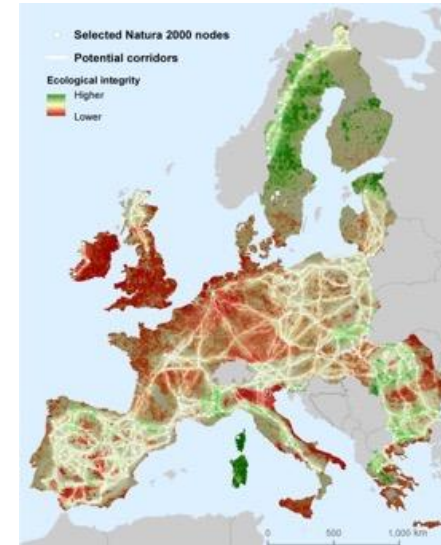 Selected Natura 2000 nodes
Potential corridors
Ecological integrity
Higher
Lower
0 500 1,000 km